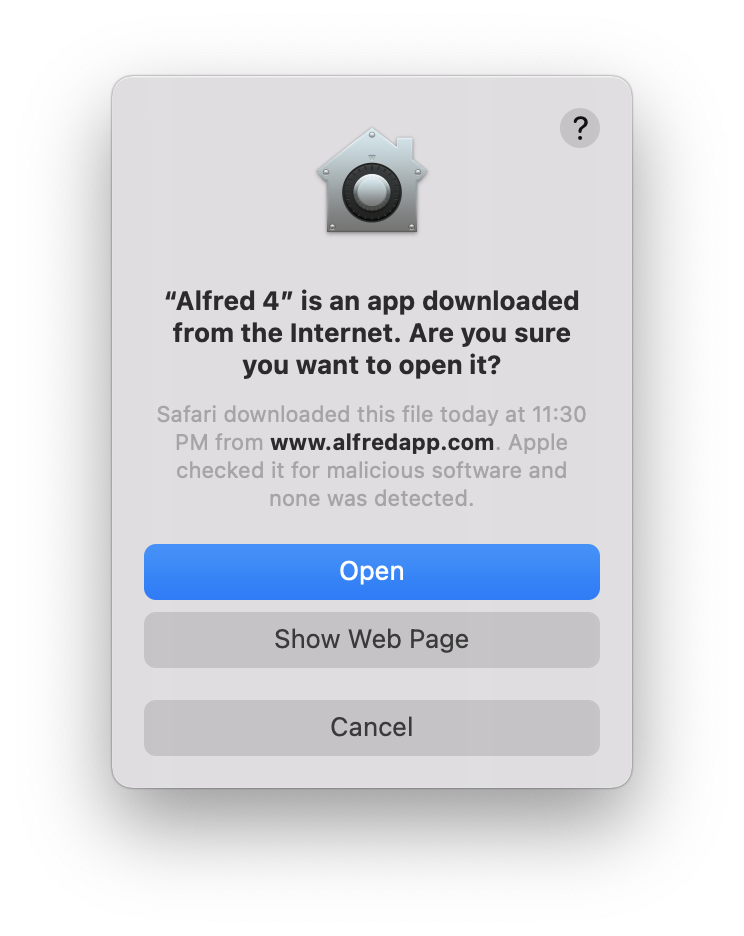 ?
“Alfred 4” is an app downloaded
from the Internet. Are you sure
you want to open it?
Safari downloaded this file today at 11:30
PM from www.alfredapp.com. Apple
checked it for malicious software and
none was detected.
Open
Show Web Page
Cancel